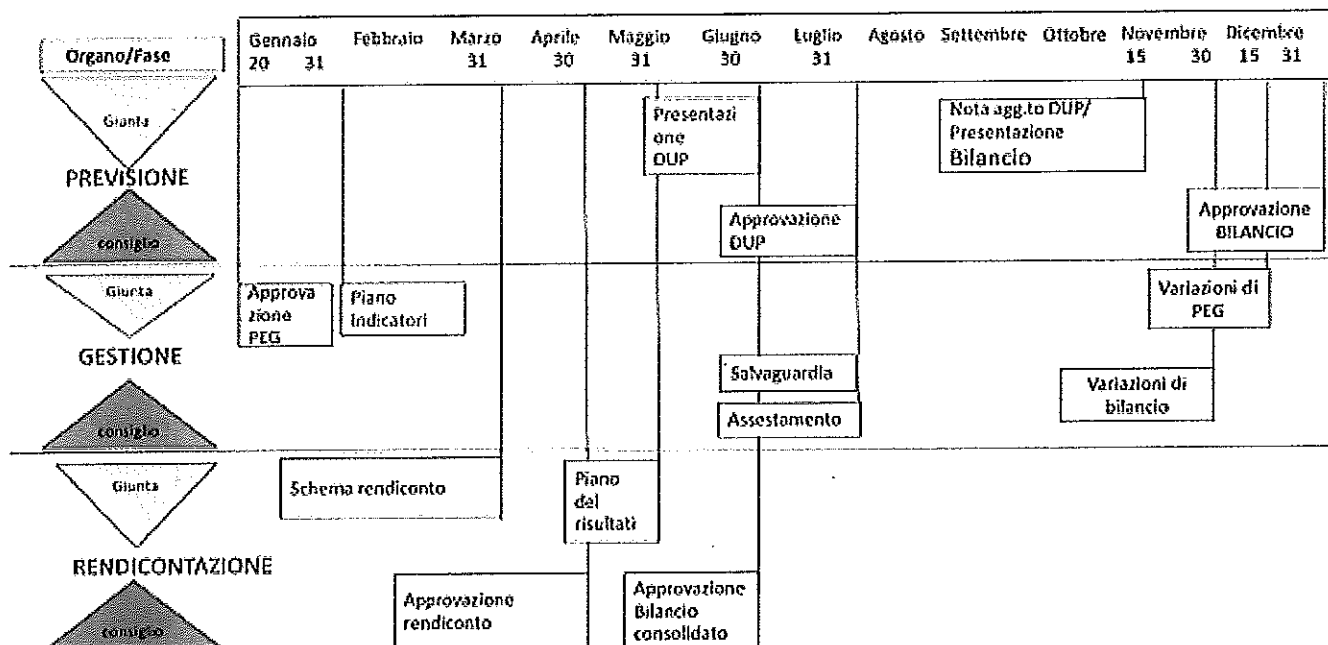 Organo/Fase
Gennaio Febbraio Marzo Aprile Maggio Giugno Luglio Agosto Settembre Ottobre Novembre Dicembre
20 31 31 30 31 30 31 15 30 15 31
Giunta
Presentazi
one
DUP
Nota agg.to DUP/
Presentazione
Bilancio
PREVISIONE
consiglio
Approvazione
DUP
Approvazione
BILANCIO
Giunta
Approva
zione
PEG
Piano
Indicatori
Variazioni di
PEG
GESTIONE
consiglio
Salvaguardia
Assestamento
Variazioni di
bilancio
Giunta
Schema rendiconto
Piano
dei
risultati
RENDICONTAZIONE
consiglio
Approvazione
rendiconto
Approvazione
Bilancio
consolidato